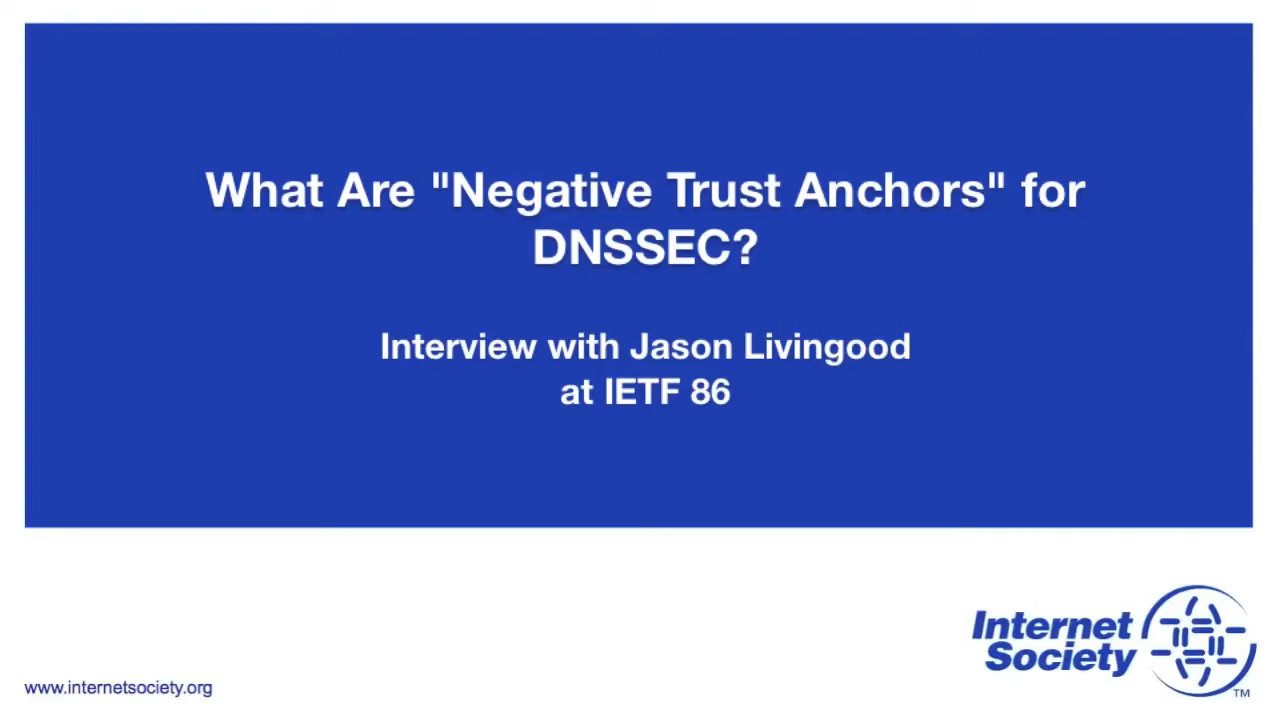 What Are "Negative Trust Anchors" for
DNSSEC?
Interview with Jason Livingood
at IETF 86
Internet
Society
TM
www.internetsociety.org